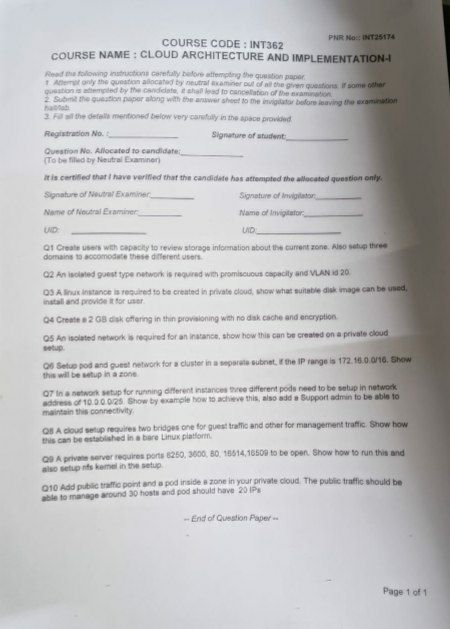 PNR No:: INT25174
COURSE CODE : INT362
COURSE NAME : CLOUD ARCHITECTURE AND IMPLEMENTATION-I
Read the following instructions carefully before attempting the question paper.
1. Attempt only the question allocated by neutral examiner out of all the given questions. If some other
question is attempted by the candidate, it shall lead to cancellation of the examination.
2. Submit the question paper along with the answer sheet to the invigilator before leaving the examination
hall/lab.
3. Fill all the details mentioned below very carefully in the space provided.
Registration No. :______________ Signature of student:______________
Question No. Allocated to candidate:______________
(To be filled by Neutral Examiner)
It is certified that I have verified that the candidate has attempted the allocated question only.
Signature of Neutral Examiner:__________ Signature of Invigilator:__________
Name of Neutral Examiner:__________ Name of Invigilator:______________
UID: ________________ UID:________________
Q1 Create users with capacity to review storage information about the current zone. Also setup three
domains to accomodate these different users.
Q2 An isolated guest type network is required with promiscuous capacity and VLAN id 20.
Q3 A linux instance is required to be created in private cloud, show what suitable disk image can be used,
install and provide it for user.
Q4 Create a 2 GB disk offering in thin provisioning with no disk cache and encryption.
Q5 An isolated network is required for an instance, show how this can be created on a private cloud
setup.
Q6 Setup pod and guest network for a cluster in a separate subnet, if the IP range is 172.16.0.0/16. Show
this will be setup in a zone.
Q7 In a network setup for running different instances three different pods need to be setup in network
address of 10.0.0.0/25. Show by example how to achieve this, also add a Support admin to be able to
maintain this connectivity.
Q8 A cloud setup requires two bridges one for guest traffic and other for management traffic. Show how
this can be established in a bare Linux platform.
Q9 A private server requires ports 8250, 3600, 80, 16514,16509 to be open. Show how to run this and
also setup nfs kernel in the setup.
Q10 Add public traffic point and a pod inside a zone in your private cloud. The public traffic should be
able to manage around 30 hosts and pod should have 20 IPs
-- End of Question Paper --
Page 1 of 1